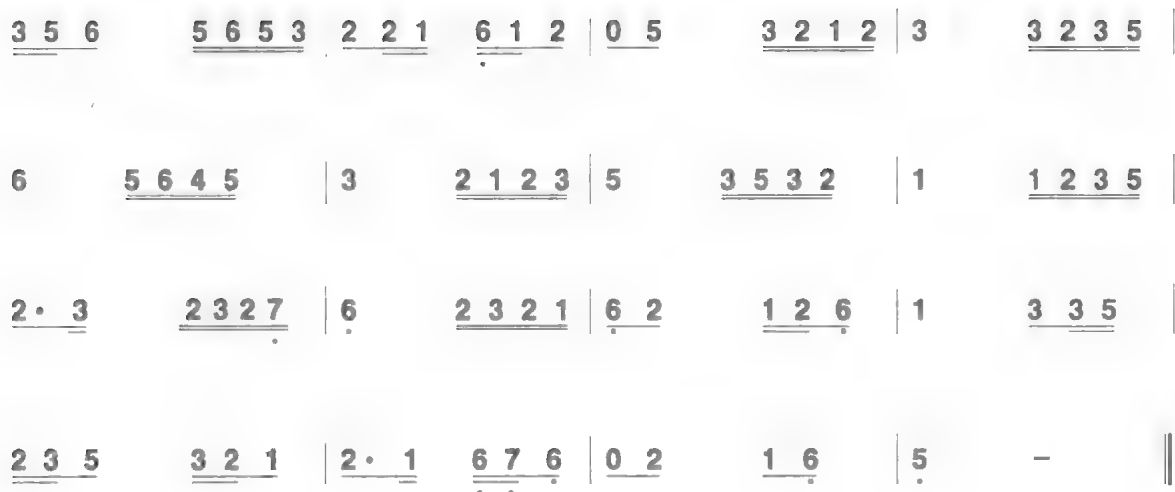 3 5 6 5 6 5 3 2 2 1 6̣ 1 2 | 0 5 3 2 1 2 | 3 3 2 3 5 |
6 5 6 4 5 | 3 2 1 2 3 | 5 3 5 3 2 | 1 1 2 3 5 |
2· 3 2 3 2 7̣ | 6̣ 2 3 2 1 | 6̣ 2 1 2 6̣ | 1 3 3 5 |
2 3 5 3 2 1 | 2· 1 6̣ 7̣ 6̣ | 0 2 1 6̣ | 5̣ – ‖